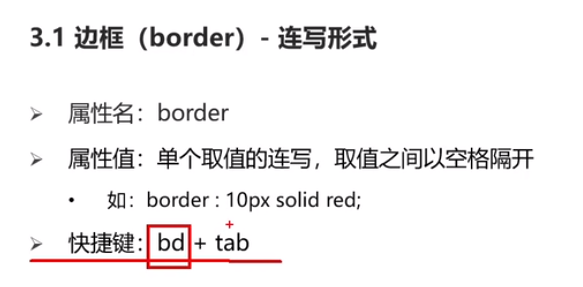 3.1 边框（border）- 连写形式
➢ 属性名：border
➢ 属性值：单个取值的连写，取值之间以空格隔开
• 如：border : 10px solid red;
➢ 快捷键：bd + tab